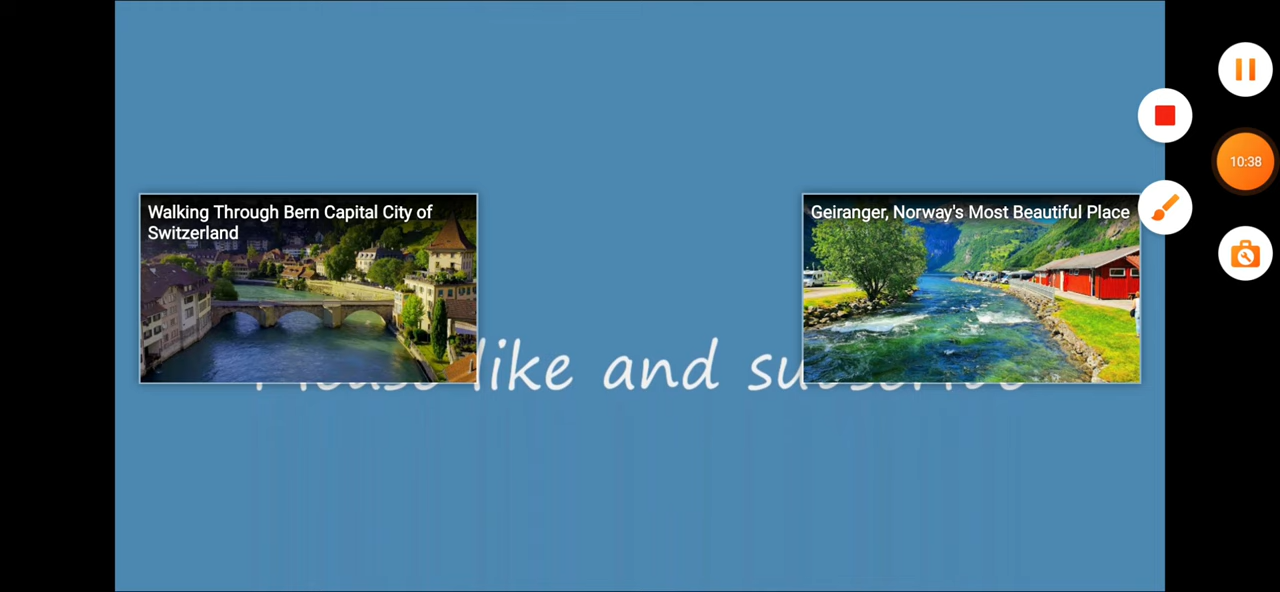 Walking Through Bern Capital City of
Switzerland
Geiranger, Norway's Most Beautiful Place
like and
10:38